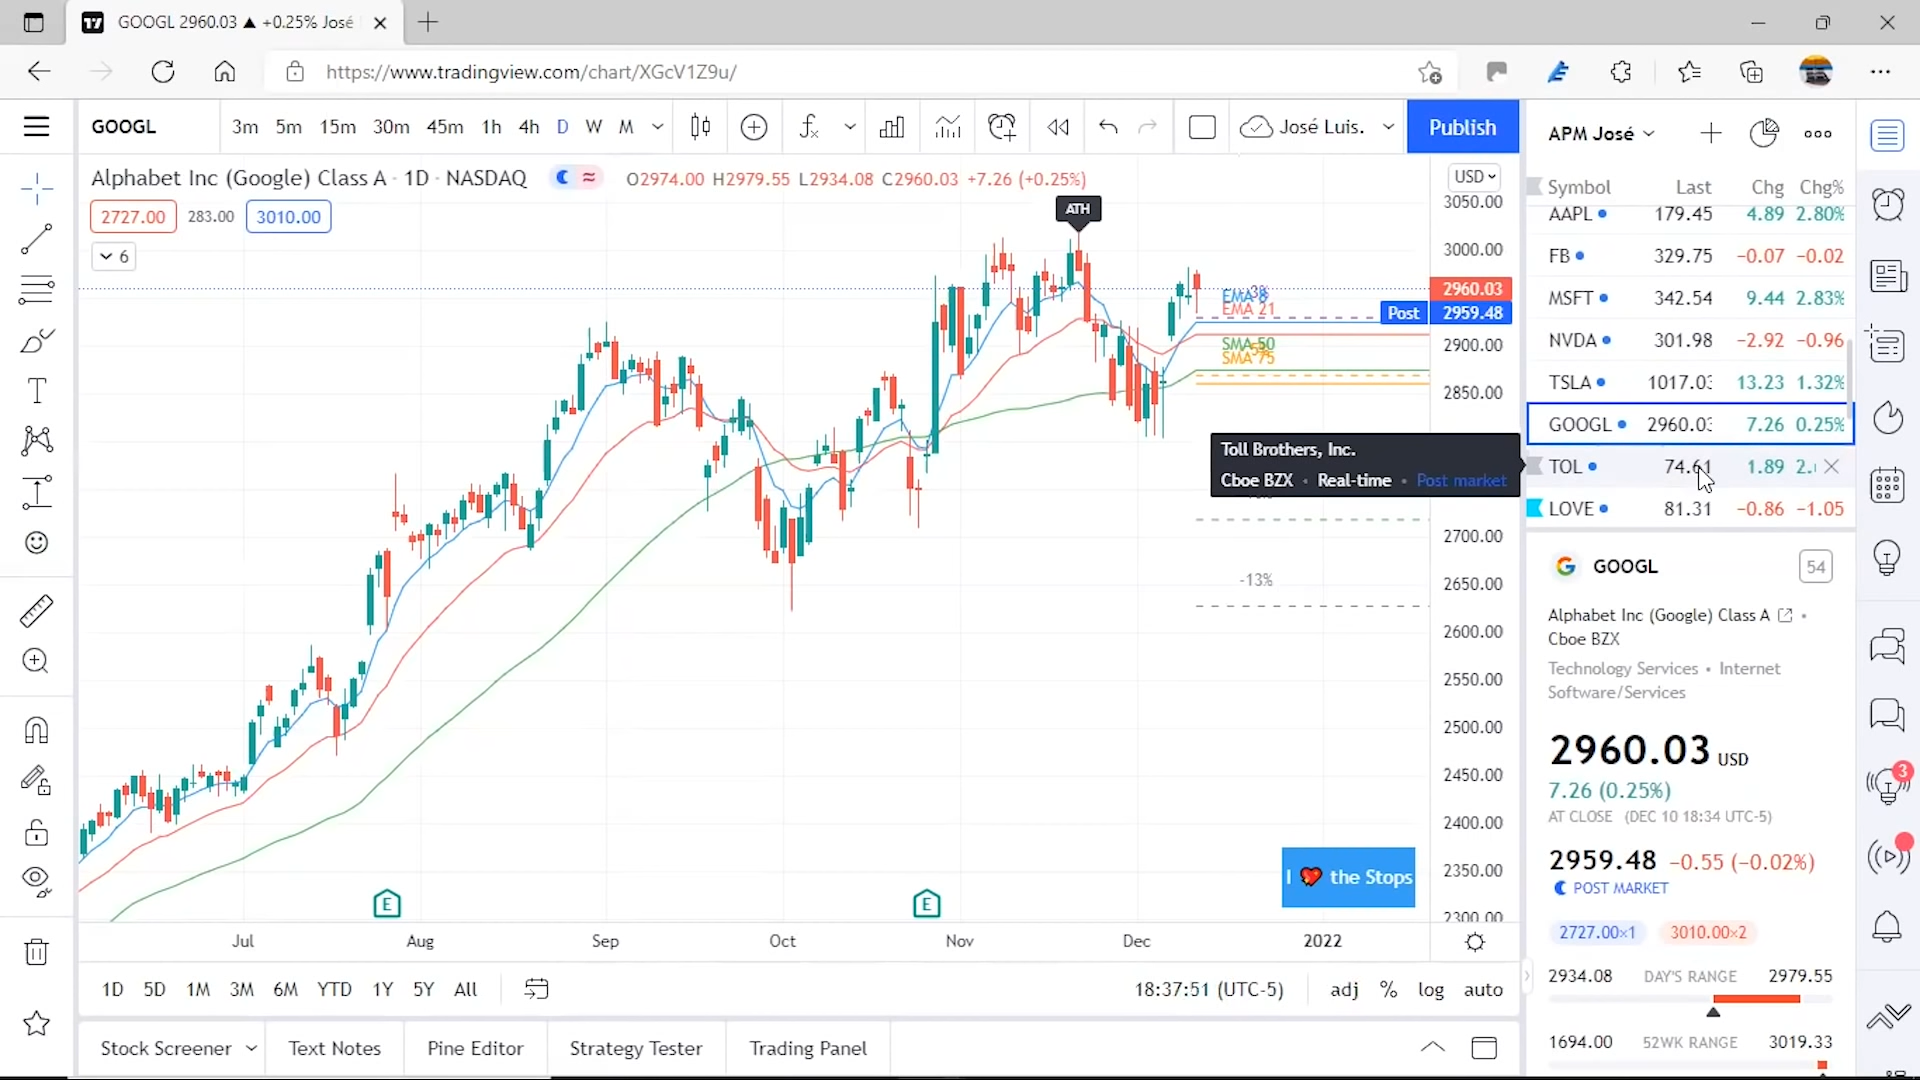 GOOGL 2960.03 ▲ +0.25% José
https://www.tradingview.com/chart/XGcV1Z9u/
GOOGL 3m 5m 15m 30m 45m 1h 4h D W M José Luis. Publish
Alphabet Inc (Google) Class A · 1D · NASDAQ O2974.00 H2979.55 L2934.08 C2960.03 +7.26 (+0.25%)
2727.00 283.00 3010.00
6
ATH
USD
3050.00
3000.00
2960.03
Post 2959.48
2900.00
2850.00
2700.00
2650.00
2600.00
2550.00
2500.00
2450.00
2400.00
2350.00
2300.00
EMA 8
EMA 21
SMA 50
SMA 75
Toll Brothers, Inc.
Cboe BZX • Real-time • Post market
-13%
I ❤ the Stops
E E
Jul Aug Sep Oct Nov Dec 2022
1D 5D 1M 3M 6M YTD 1Y 5Y All 18:37:51 (UTC-5) adj % log auto
Stock Screener Text Notes Pine Editor Strategy Tester Trading Panel
APM José
Symbol Last Chg Chg%
AAPL 179.45 4.89 2.80%
FB 329.75 −0.07 −0.02
MSFT 342.54 9.44 2.83%
NVDA 301.98 −2.92 −0.96
TSLA 1017.03 13.23 1.32%
GOOGL 2960.03 7.26 0.25%
TOL 74.61 1.89
LOVE 81.31 −0.86 −1.05
GOOGL 54
Alphabet Inc (Google) Class A •
Cboe BZX
Technology Services • Internet
Software/Services
2960.03 USD
7.26 (0.25%)
AT CLOSE (DEC 10 18:34 UTC-5)
2959.48 −0.55 (−0.02%)
POST MARKET
2727.00×1 3010.00×2
2934.08 DAY'S RANGE 2979.55
1694.00 52WK RANGE 3019.33
3